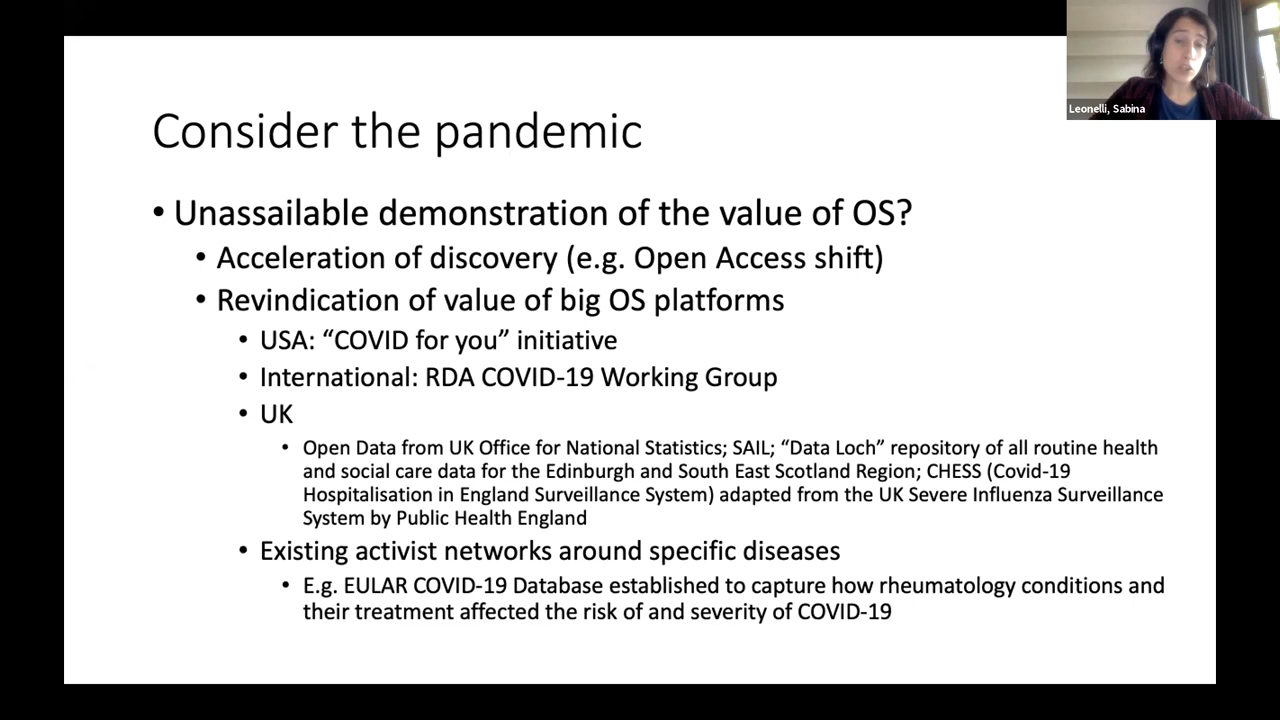 Leonelli, Sabina
Consider the pandemic
• Unassailable demonstration of the value of OS?
• Acceleration of discovery (e.g. Open Access shift)
• Revindication of value of big OS platforms
• USA: “COVID for you” initiative
• International: RDA COVID-19 Working Group
• UK
• Open Data from UK Office for National Statistics; SAIL; “Data Loch” repository of all routine health
and social care data for the Edinburgh and South East Scotland Region; CHESS (Covid-19
Hospitalisation in England Surveillance System) adapted from the UK Severe Influenza Surveillance
System by Public Health England
• Existing activist networks around specific diseases
• E.g. EULAR COVID-19 Database established to capture how rheumatology conditions and
their treatment affected the risk of and severity of COVID-19